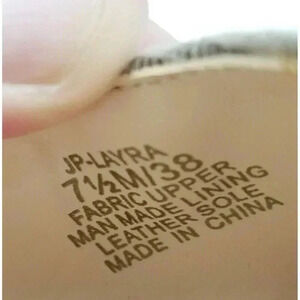 JP-LAYRA
7½M/38
FABRIC UPPER
MAN MADE LINING
LEATHER SOLE
MADE IN CHINA